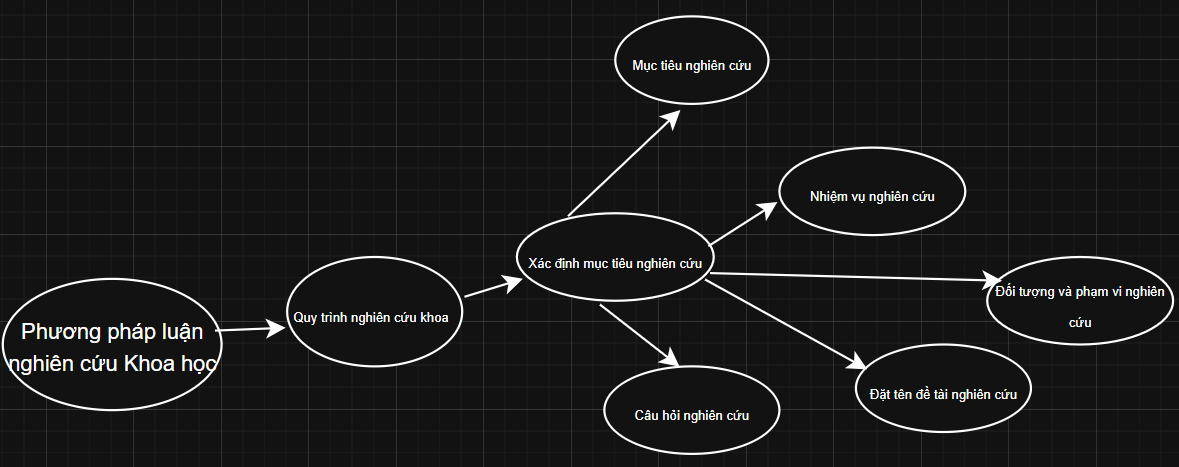 Mục tiêu nghiên cứu
Nhiệm vụ nghiên cứu
Xác định mục tiêu nghiên cứu
Đối tượng và phạm vi nghiên
cứu
Quy trình nghiên cứu khoa
Phương pháp luận
nghiên cứu Khoa học
Đặt tên đề tài nghiên cứu
Câu hỏi nghiên cứu